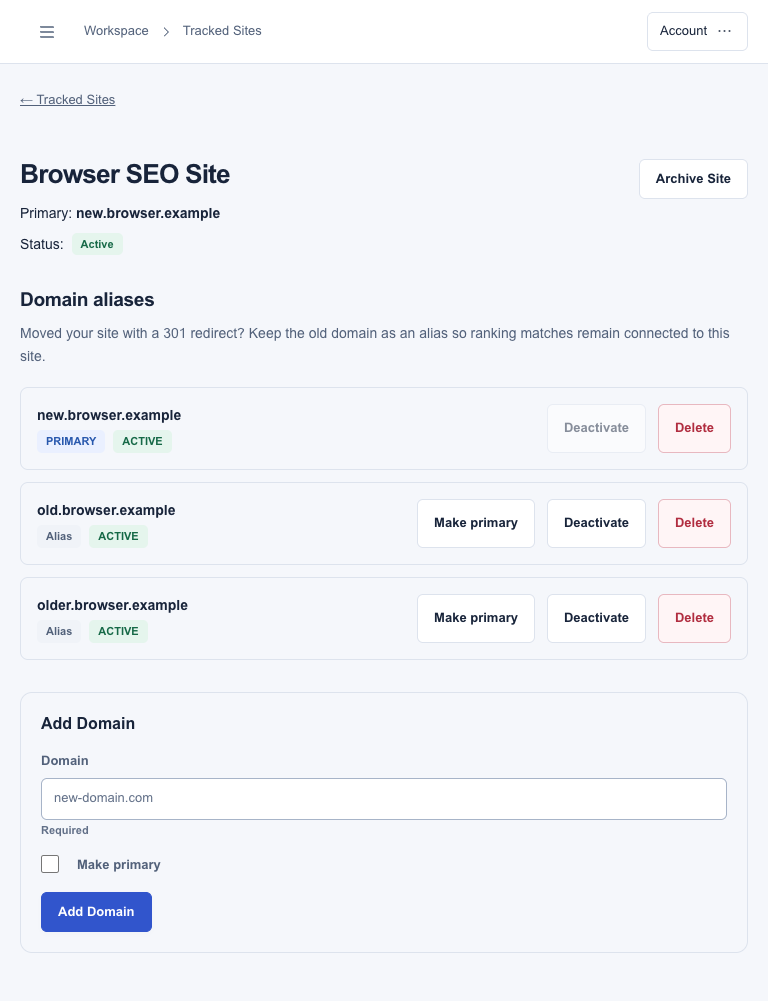 Workspace > Tracked Sites
Account ...
← Tracked Sites
Browser SEO Site
Archive Site
Primary: new.browser.example
Status: Active
Domain aliases
Moved your site with a 301 redirect? Keep the old domain as an alias so ranking matches remain connected to this
site.
new.browser.example
PRIMARY ACTIVE
Deactivate Delete
old.browser.example
Alias ACTIVE
Make primary Deactivate Delete
older.browser.example
Alias ACTIVE
Make primary Deactivate Delete
Add Domain
Domain
new-domain.com
Required
Make primary
Add Domain